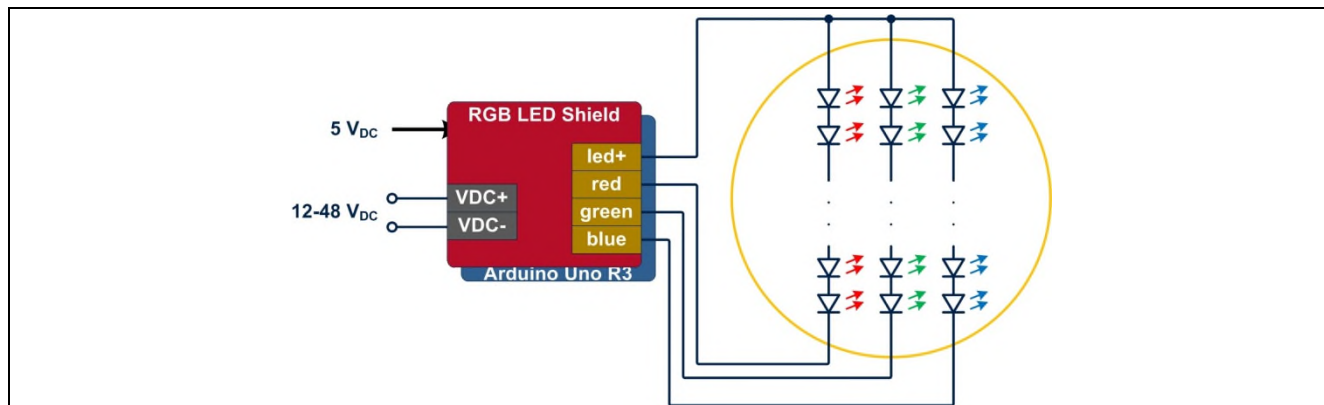 RGB LED Shield
5 VDC
led+
red
VDC+
12-48 VDC
green
VDC-
blue
Arduino Uno R3